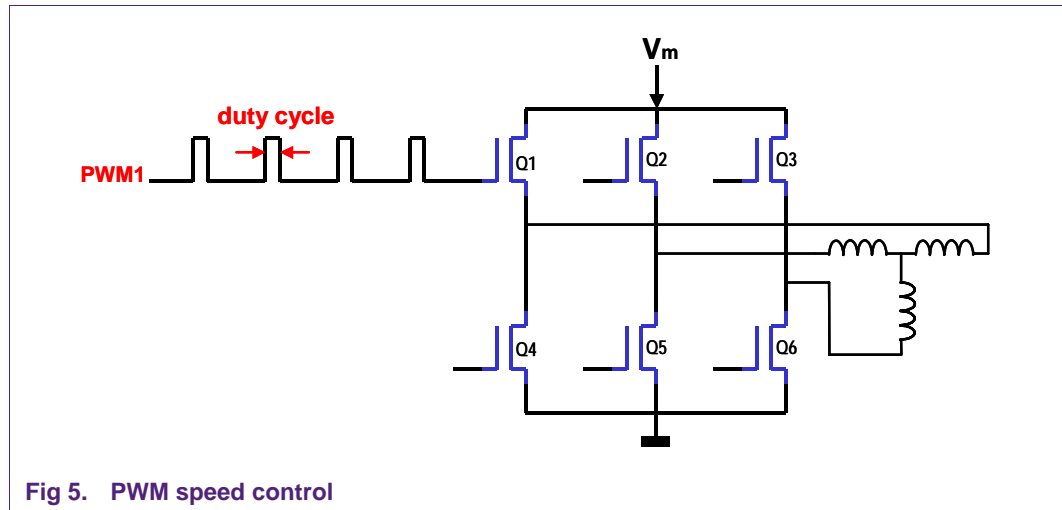 Vm
duty cycle
PWM1
Q1
Q2
Q3
Q4
Q5
Q6
Fig 5. PWM speed control